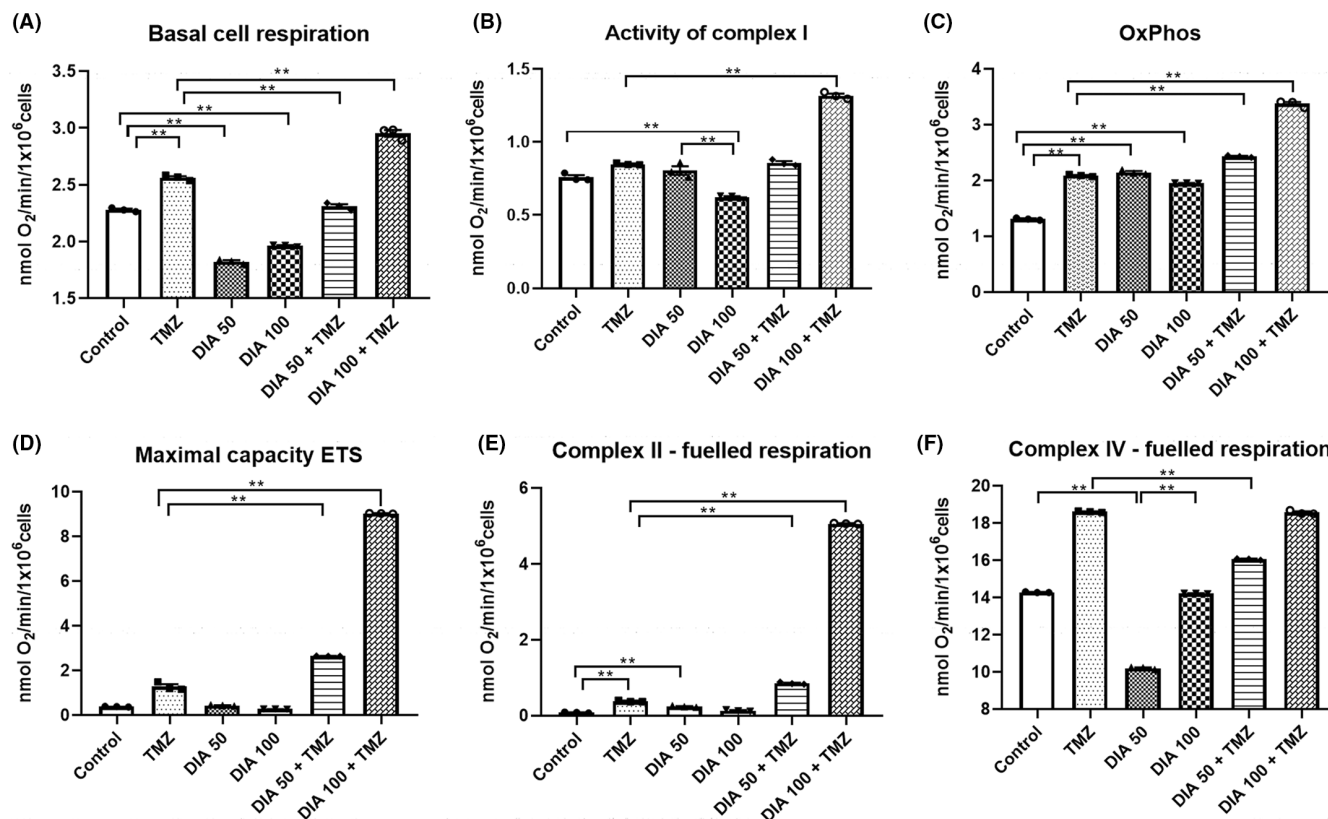 (A)
Basal cell respiration
nmol O2/min/1x10^6cells
3.5
3.0
2.5
2.0
1.5
**
**
**
**
**
Control
TMZ
DIA 50
DIA 100
DIA 50 + TMZ
DIA 100 + TMZ
(B)
Activity of complex I
nmol O2/min/1x10^6cells
1.5
1.0
0.5
0.0
**
**
**
Control
TMZ
DIA 50
DIA 100
DIA 50 + TMZ
DIA 100 + TMZ
(C)
OxPhos
nmol O2/min/1x10^6cells
4
3
2
1
0
**
**
**
**
**
Control
TMZ
DIA 50
DIA 100
DIA 50 + TMZ
DIA 100 + TMZ
(D)
Maximal capacity ETS
nmol O2/min/1x10^6cells
10
8
6
4
2
0
**
**
Control
TMZ
DIA 50
DIA 100
DIA 50 + TMZ
DIA 100 + TMZ
(E)
Complex II - fuelled respiration
nmol O2/min/1x10^6cells
6
4
2
0
**
**
**
**
Control
TMZ
DIA 50
DIA 100
DIA 50 + TMZ
DIA 100 + TMZ
(F)
Complex IV - fuelled respiration
nmol O2/min/1x10^6cells
20
18
16
14
12
10
8
**
**
**
Control
TMZ
DIA 50
DIA 100
DIA 50 + TMZ
DIA 100 + TMZ